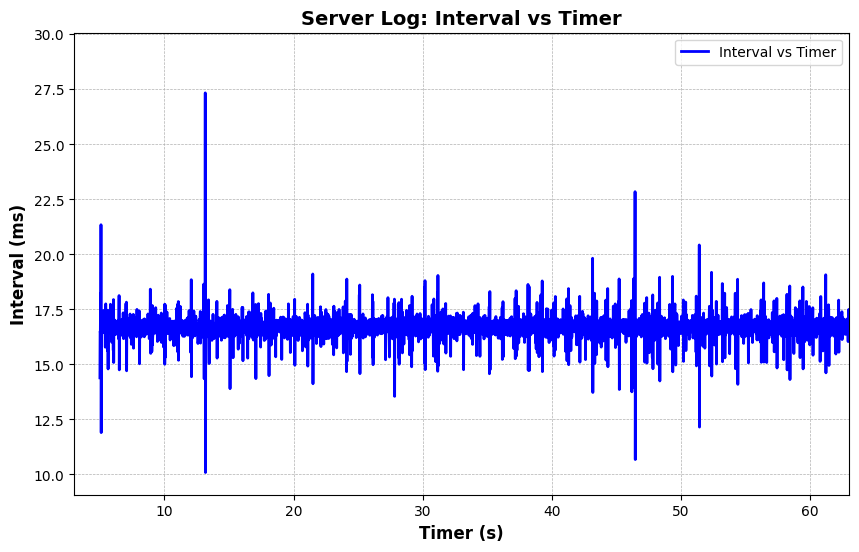 Server Log: Interval vs Timer
Interval vs Timer
30.0
27.5
25.0
22.5
20.0
17.5
15.0
12.5
10.0
Interval (ms)
10 20 30 40 50 60
Timer (s)